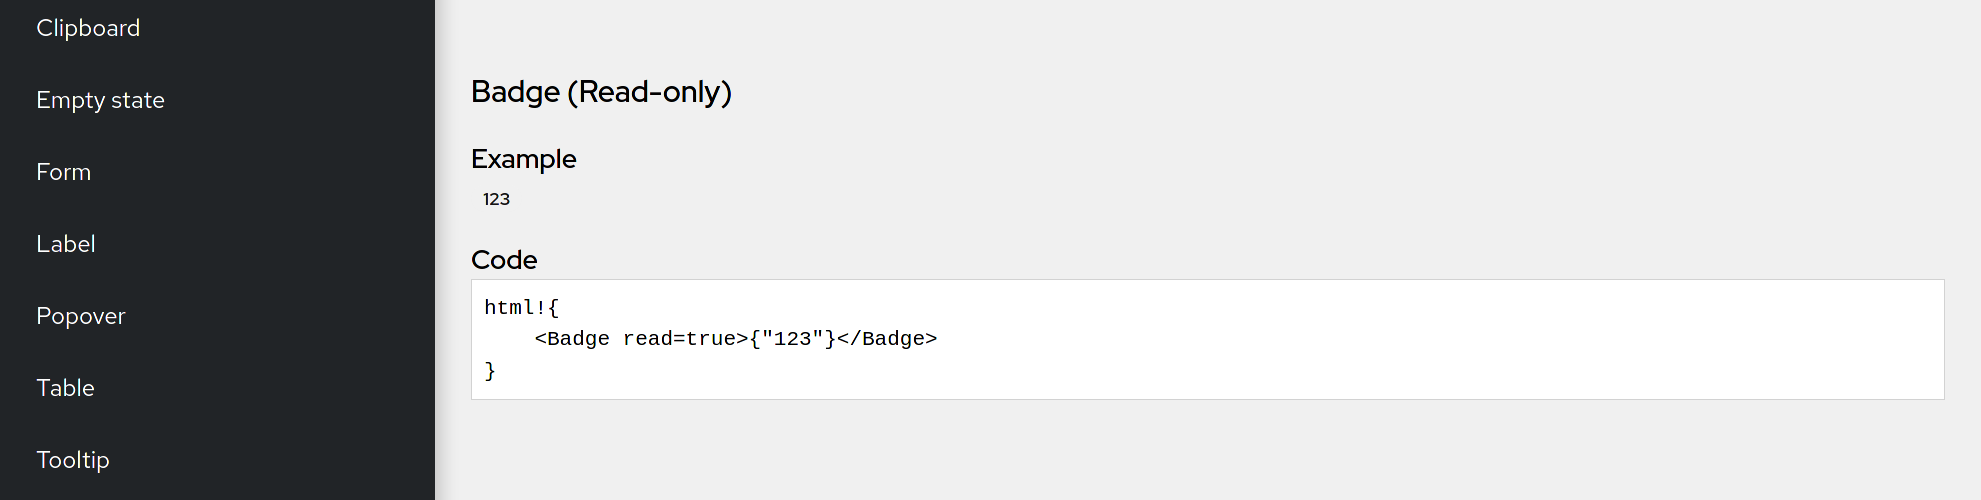 Clipboard
Empty state
Form
Label
Popover
Table
Tooltip
Badge (Read-only)
Example
123
Code
html!{
    <Badge read=true>{"123"}</Badge>
}